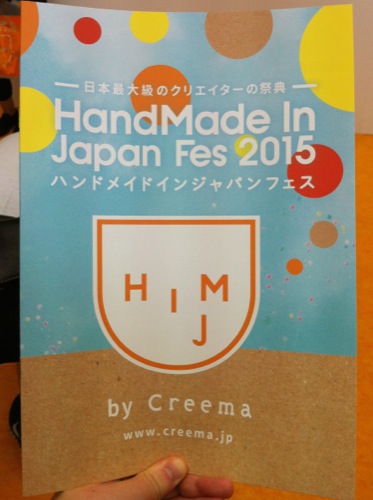 日本最大級のクリエイターの祭典
HandMade In
Japan Fes 2015
ハンドメイドインジャパンフェス
HIM
J
by Creema
www.creema.jp